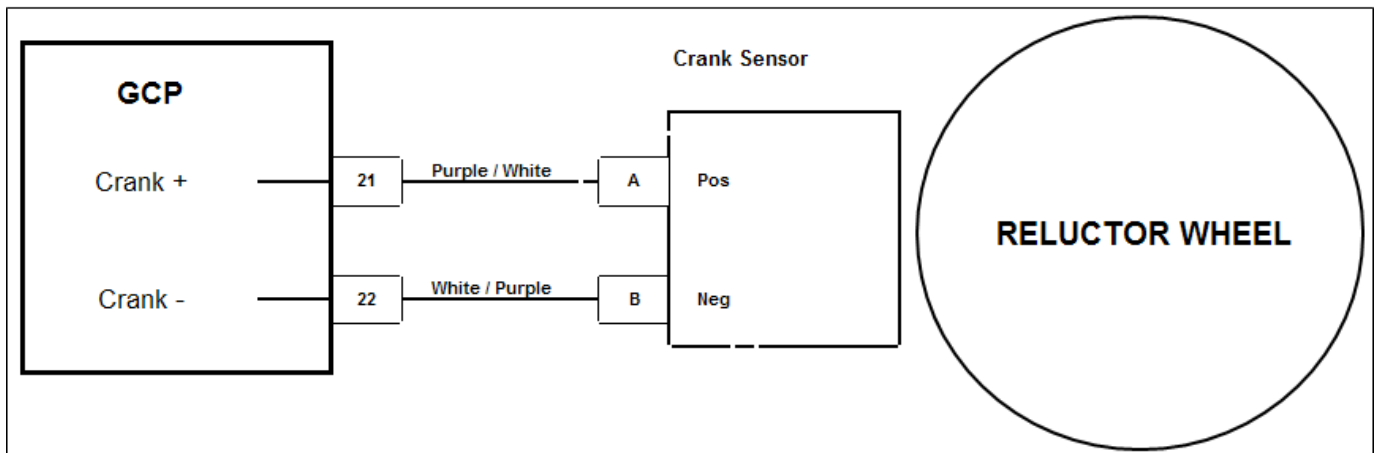 GCP
Crank +
21
Purple / White
A
Pos
Crank -
22
White / Purple
B
Neg
Crank Sensor
RELUCTOR WHEEL